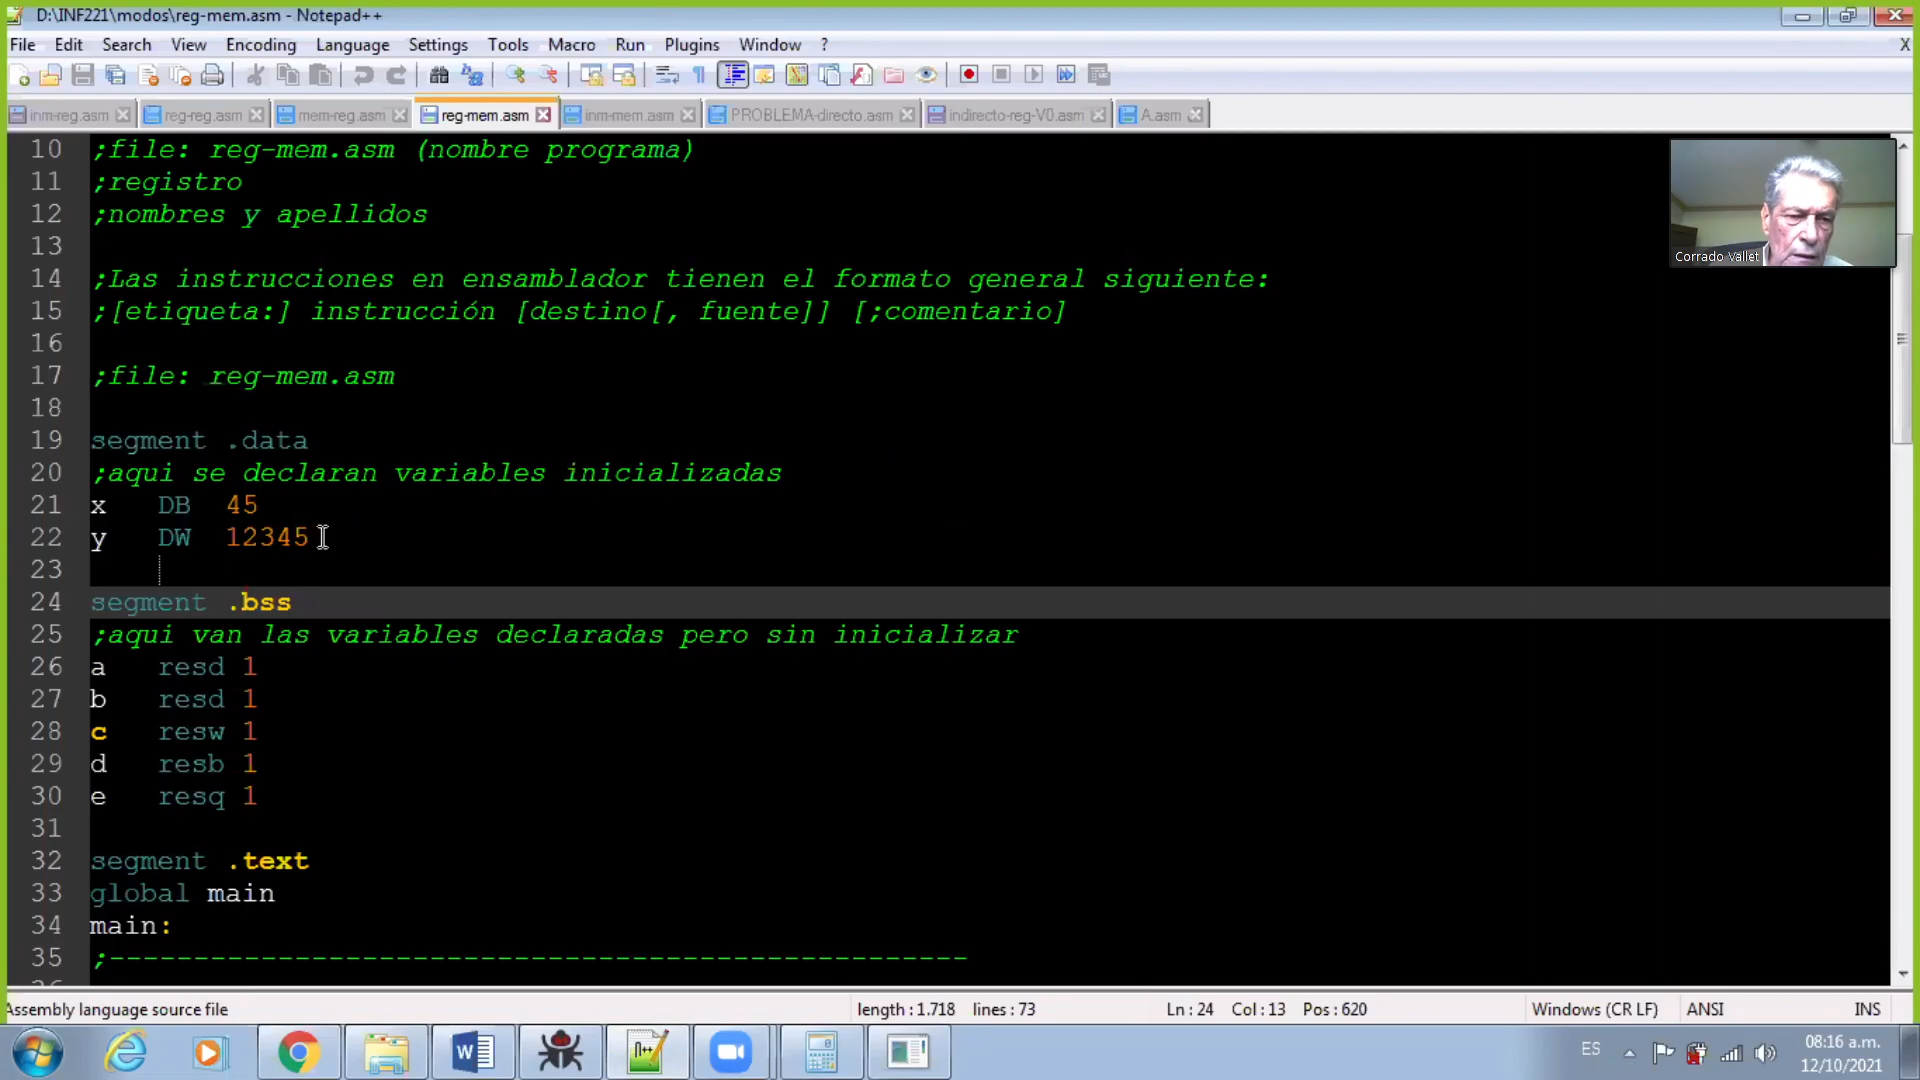 D:\INF221\modos\reg-mem.asm - Notepad++
File Edit Search View Encoding Language Settings Tools Macro Run Plugins Window ? X
inm-reg.asm reg-reg.asm mem-reg.asm reg-mem.asm inm-mem.asm PROBLEMA-directo.asm indirecto-reg-V0.asm A.asm
10 ;file: reg-mem.asm (nombre programa)
11 ;registro
12 ;nombres y apellidos
13
14 ;Las instrucciones en ensamblador tienen el formato general siguiente:
15 ;[etiqueta:] instrucción [destino[, fuente]] [;comentario]
16
17 ;file: reg-mem.asm
18
19 segment .data
20 ;aqui se declaran variables inicializadas
21 x DB 45
22 y DW 12345
23
24 segment .bss
25 ;aqui van las variables declaradas pero sin inicializar
26 a resd 1
27 b resd 1
28 c resw 1
29 d resb 1
30 e resq 1
31
32 segment .text
33 global main
34 main:
35 ;---------------------------------------------------
Corrado Vallet
Assembly language source file length : 1.718 lines : 73 Ln : 24 Col : 13 Pos : 620 Windows (CR LF) ANSI INS
ES 08:16 a.m.
12/10/2021